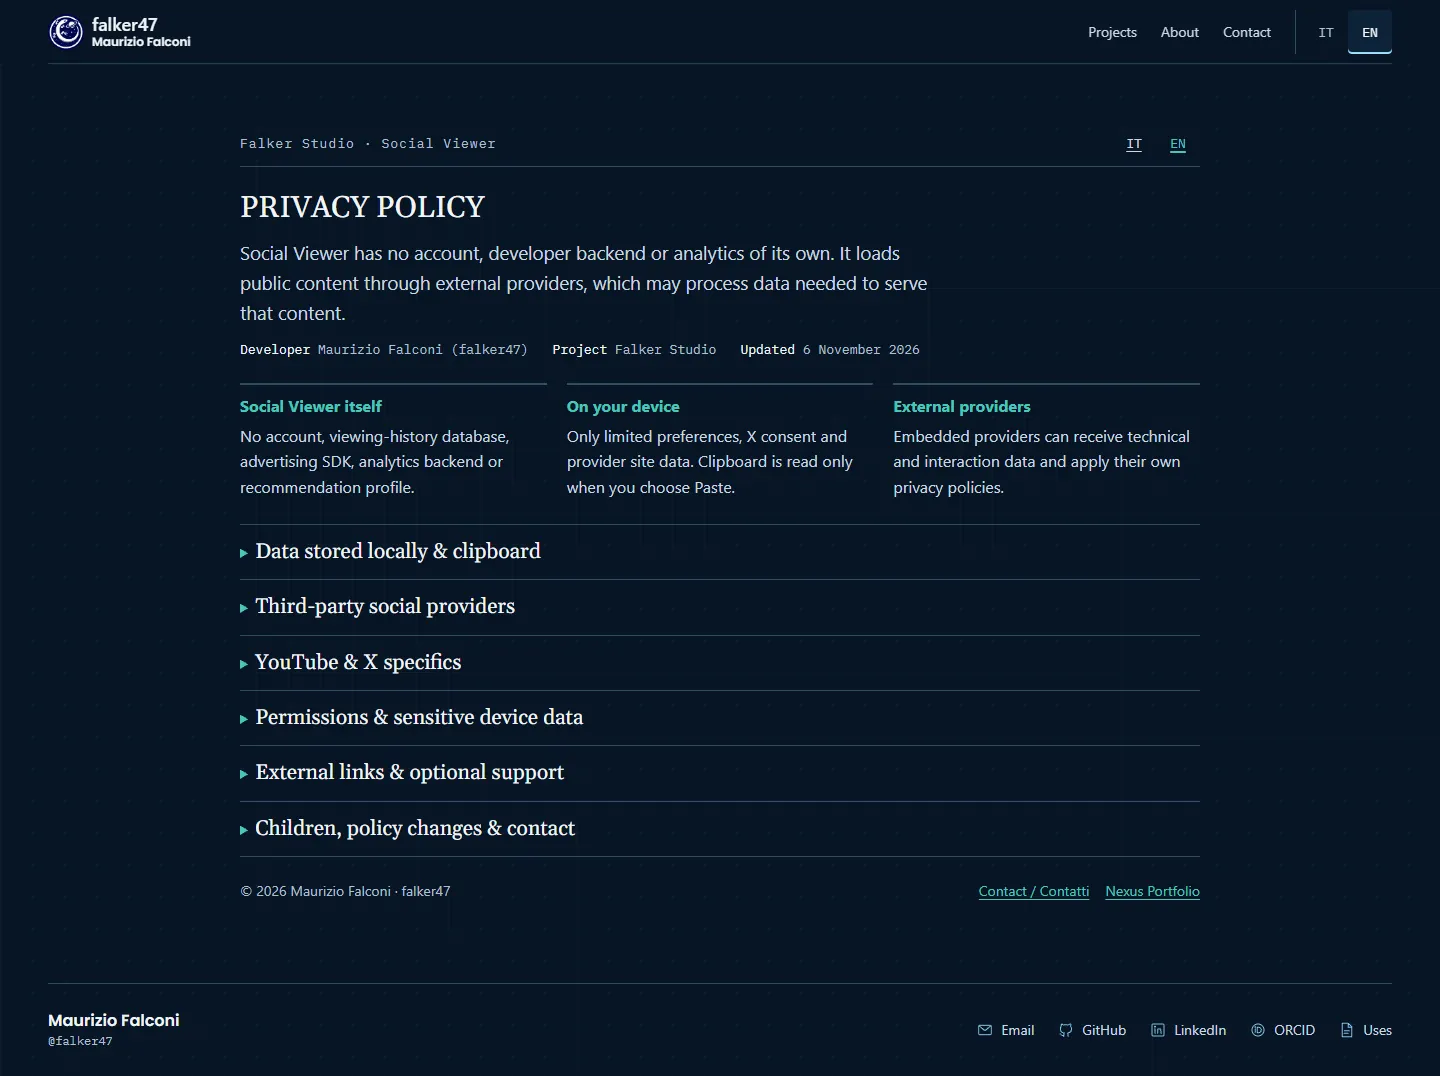 falker47
Maurizio Falconi
Projects About Contact IT EN
Falker Studio · Social Viewer IT EN
PRIVACY POLICY
Social Viewer has no account, developer backend or analytics of its own. It loads
public content through external providers, which may process data needed to serve
that content.
Developer Maurizio Falconi (falker47) Project Falker Studio Updated 6 November 2026
Social Viewer itself
No account, viewing-history database,
advertising SDK, analytics backend or
recommendation profile.
On your device
Only limited preferences, X consent and
provider site data. Clipboard is read only
when you choose Paste.
External providers
Embedded providers can receive technical
and interaction data and apply their own
privacy policies.
Data stored locally & clipboard
Third-party social providers
YouTube & X specifics
Permissions & sensitive device data
External links & optional support
Children, policy changes & contact
© 2026 Maurizio Falconi · falker47 Contact / Contatti Nexus Portfolio
Maurizio Falconi
@falker47
Email GitHub LinkedIn ORCID Uses